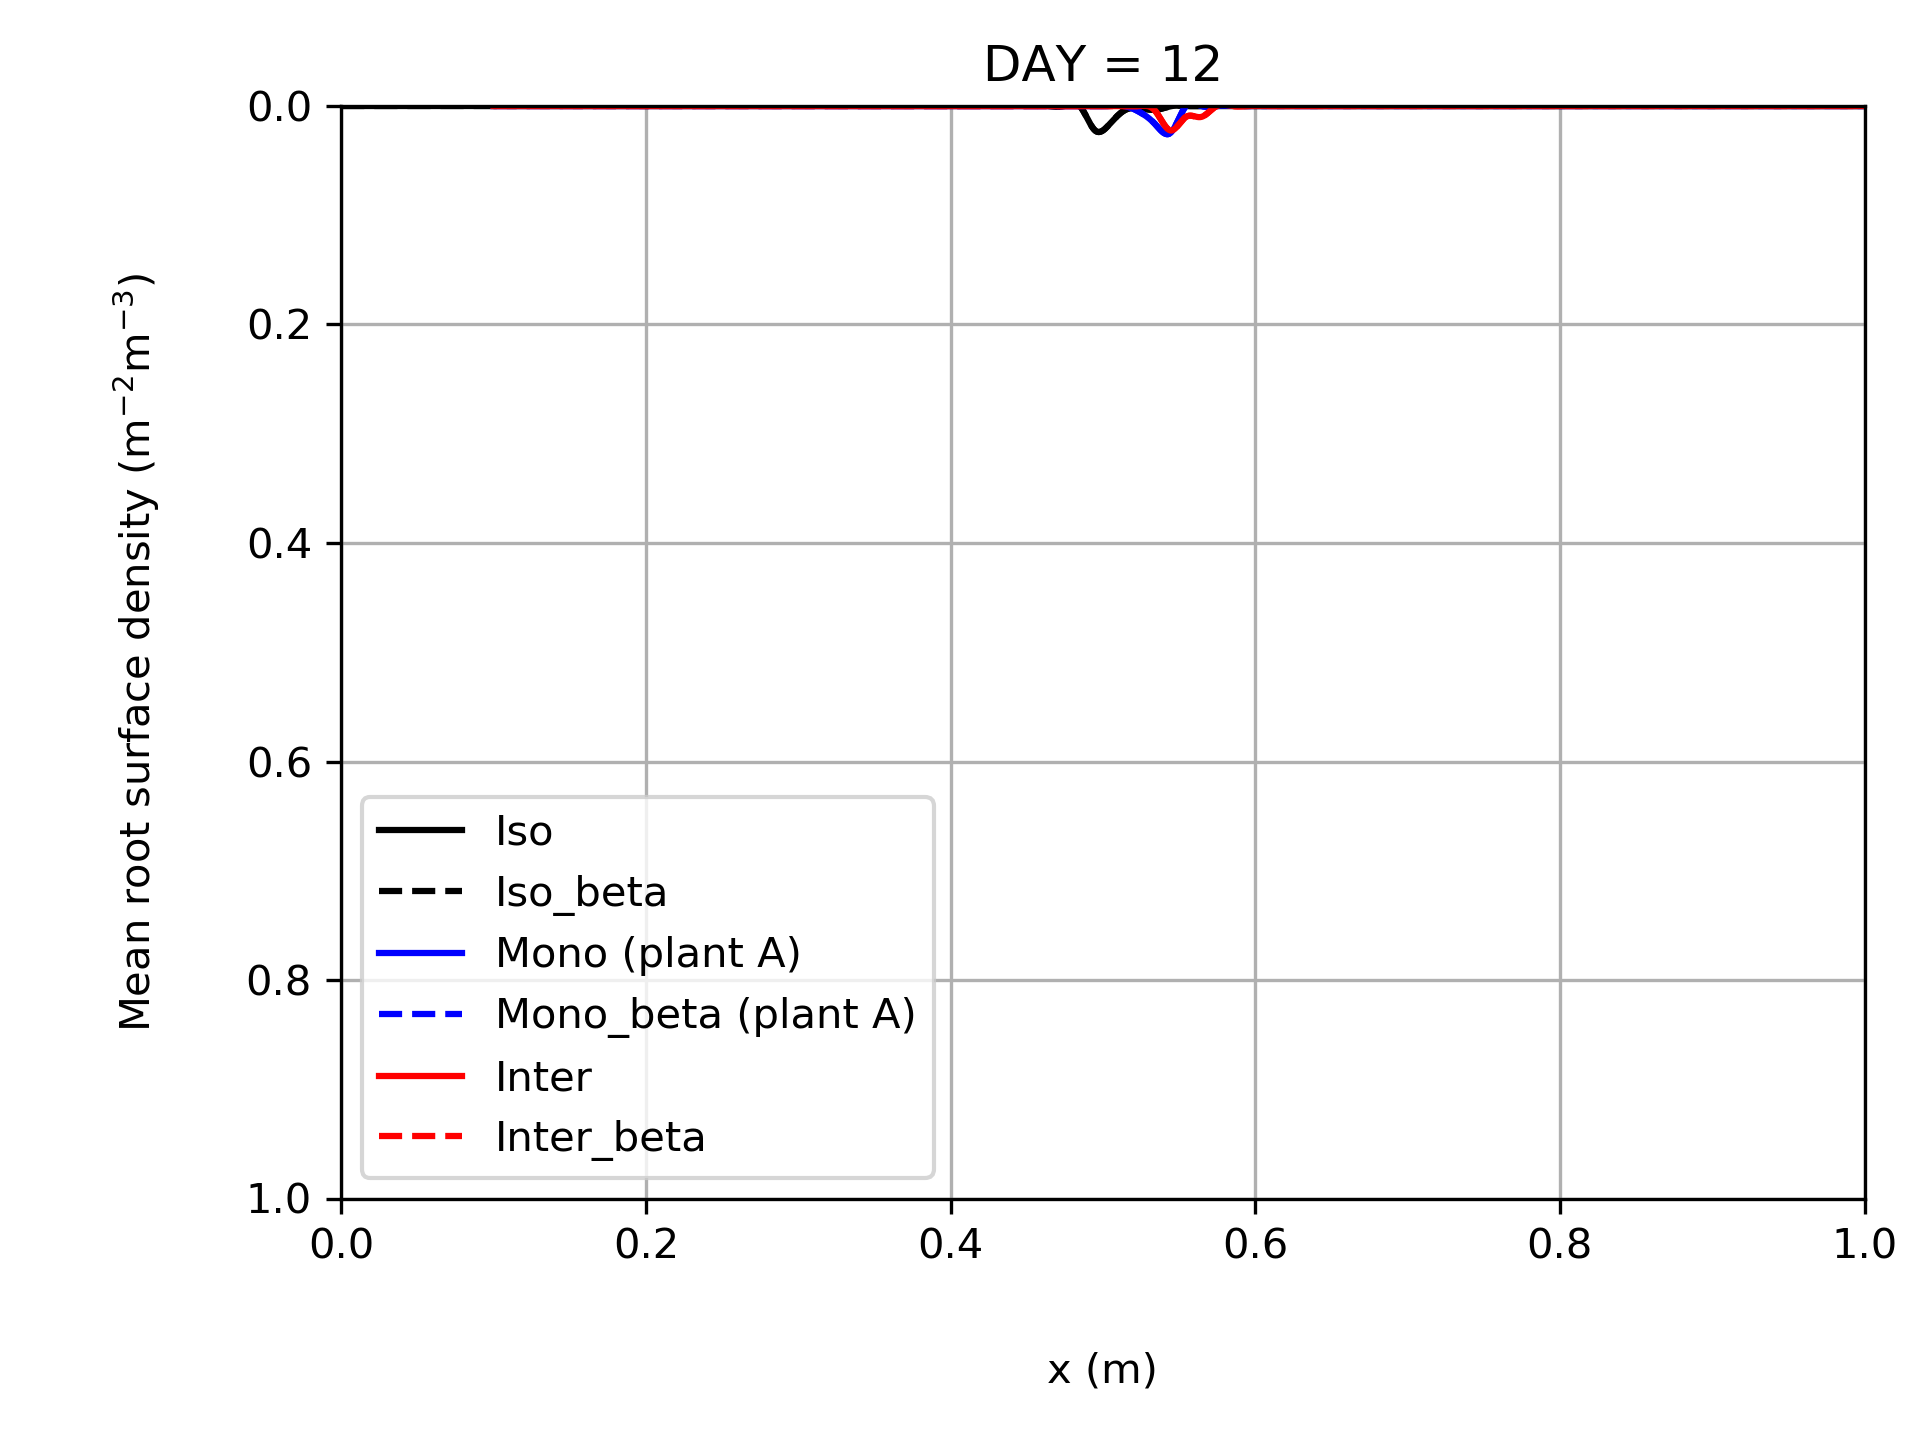 DAY = 12
Mean root surface density (m⁻²m⁻³)
0.0
0.2
0.4
0.6
0.8
1.0
Iso
Iso_beta
Mono (plant A)
Mono_beta (plant A)
Inter
Inter_beta
0.0 0.2 0.4 0.6 0.8 1.0
x (m)